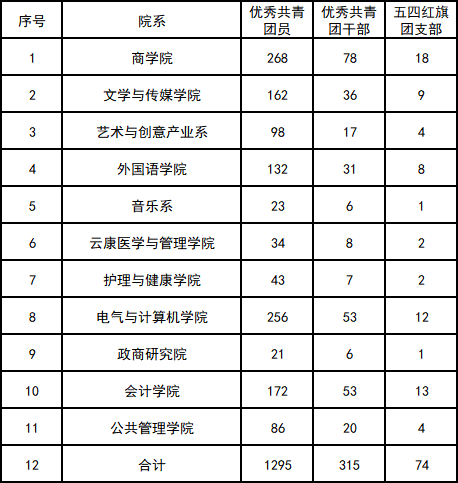 序号 院系 优秀共青团员 优秀共青团干部 五四红旗团支部
1 商学院 268 78 18
2 文学与传媒学院 162 36 9
3 艺术与创意产业系 98 17 4
4 外国语学院 132 31 8
5 音乐系 23 6 1
6 云康医学与管理学院 34 8 2
7 护理与健康学院 43 7 2
8 电气与计算机学院 256 53 12
9 政商研究院 21 6 1
10 会计学院 172 53 13
11 公共管理学院 86 20 4
12 合计 1295 315 74